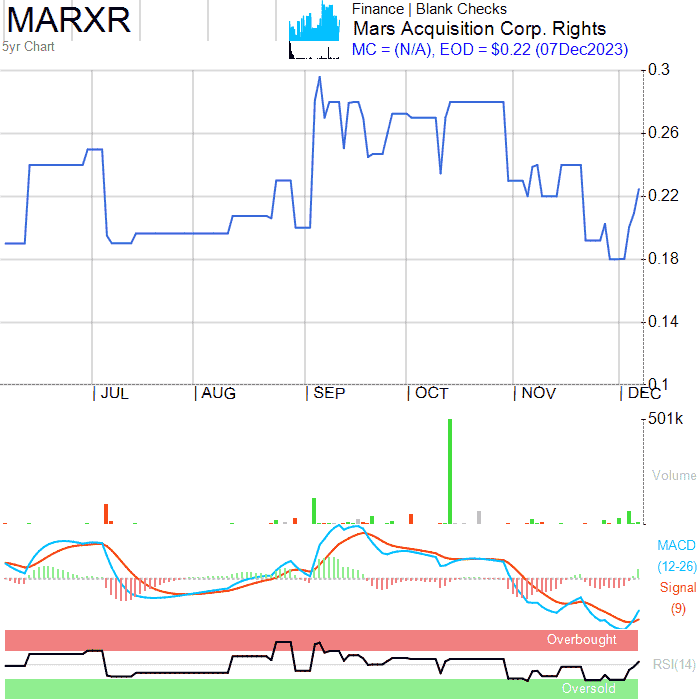 MARXR
5yr Chart
Finance | Blank Checks
Mars Acquisition Corp. Rights
MC = (N/A), EOD = $0.22 (07Dec2023)
0.3
0.26
0.22
0.18
0.14
0.1
JUL AUG SEP OCT NOV DEC
501k
Volume
MACD
(12-26)
Signal
(9)
Overbought
RSI(14)
Oversold